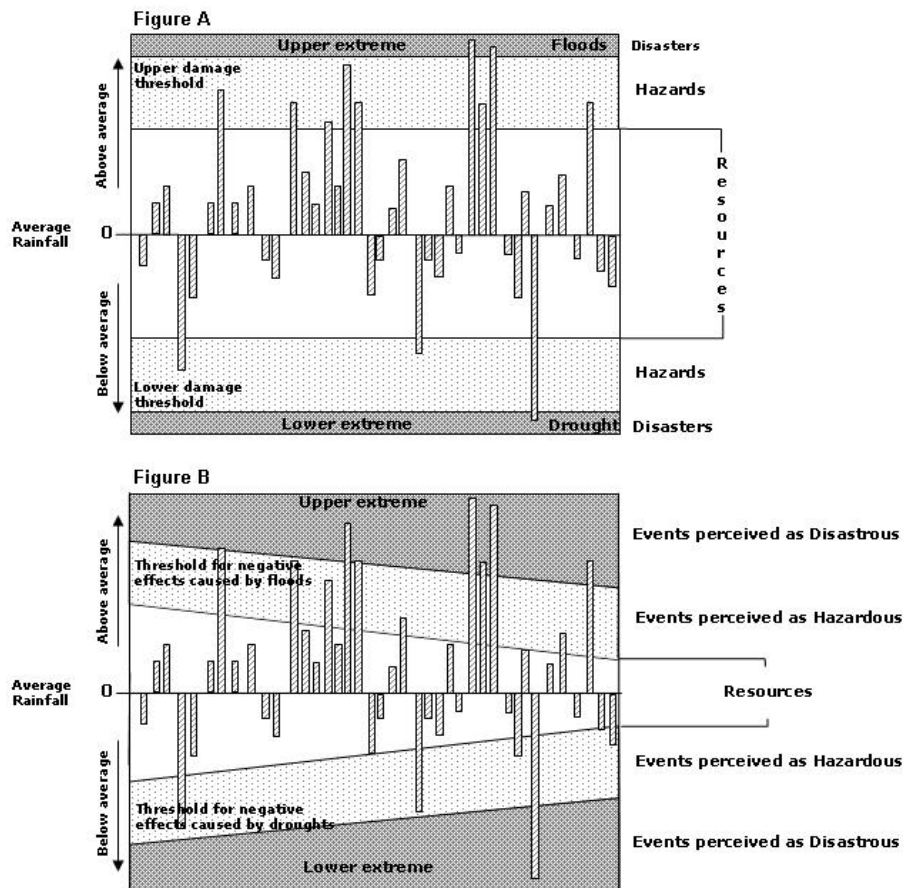 Figure A
Upper extreme
Floods
Disasters
Upper damage
threshold
Hazards
Above average
Resources
Average
Rainfall
0
Below average
Hazards
Lower damage
threshold
Lower extreme
Drought
Disasters
Figure B
Upper extreme
Events perceived as Disastrous
Threshold for negative
effects caused by floods
Above average
Events perceived as Hazardous
Average
Rainfall
0
Resources
Below average
Events perceived as Hazardous
Threshold for negative
effects caused by droughts
Events perceived as Disastrous
Lower extreme